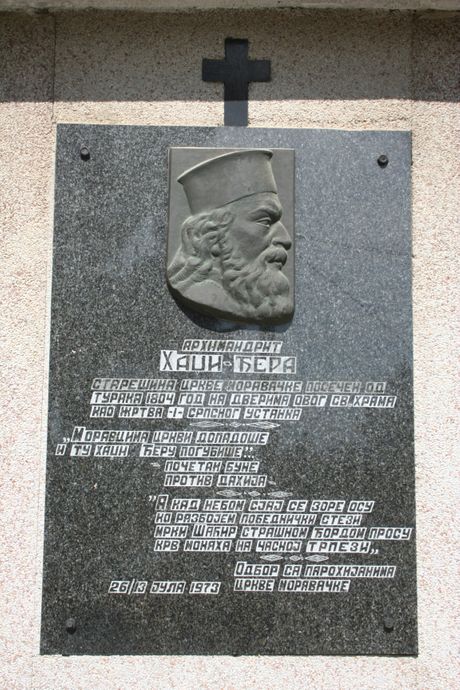 АРХИМАНДРИТ
ХАЏИ-ЂЕРА
СТАРЕШИНА ЦРКВЕ МОРАВАЧКЕ ПОСЕЧЕН ОД
ТУРАКА 1804 ГОД НА ДВЕРИМА ОВОГ СВ. ХРАМА
КАО ЖРТВА -I- СРПСКОГ УСТАНКА
„МОРАВЦИМА ЦРКВИ ДОПАДОШЕ
И ТУ ХАЏИ-ЂЕРУ ПОГУБИШЕ...
ПОЧЕТАК БУНЕ
ПРОТИВ ДАХИЈА
"А КАД НЕБОМ СЈАЈ СЕ ЗОРЕ ОСУ
КО РАЗБОЈЕМ ПОБЕДНИЧКИ СТЕЗИ
МРКИ ШАЋИР СТРАШНОМ ЋОРДОМ ПРОСУ
КРВ МОНАХА НА ЧАСНОЈ ТРПЕЗИ„
ОДБОР СА ПАРОХИЈАНИМА
26/13 ЈУЛА 1973 ЦРКВЕ МОРАВАЧКЕ